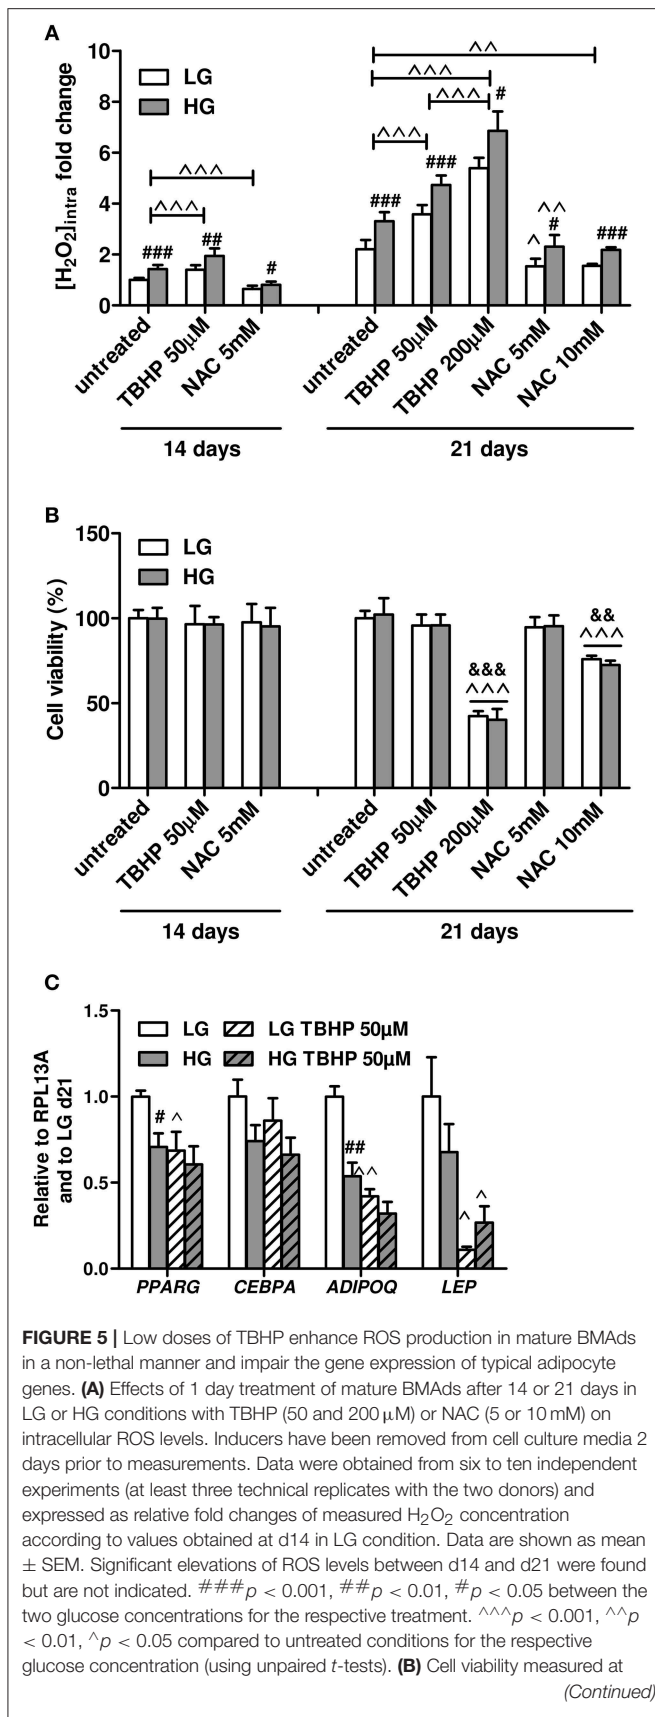 A
10
8
6
4
2
0
[H₂O₂]intra fold change
LG
HG
^^
^^^
^^^
^^^
^^^
^^^
#
###
###
###
##
#
^^
^
#
###
untreated
TBHP 50µM
NAC 5mM
untreated
TBHP 50µM
TBHP 200µM
NAC 5mM
NAC 10mM
14 days
21 days
B
150
100
50
0
Cell viability (%)
LG
HG
&&&
^^^
&&
^^^
untreated
TBHP 50µM
NAC 5mM
untreated
TBHP 50µM
TBHP 200µM
NAC 5mM
NAC 10mM
14 days
21 days
C
1.5
1.0
0.5
0.0
Relative to RPL13A
and to LG d21
LG LG TBHP 50µM
HG HG TBHP 50µM
# ^
##
^^
^
^
PPARG CEBPA ADIPOQ LEP
FIGURE 5 | Low doses of TBHP enhance ROS production in mature BMAds
in a non-lethal manner and impair the gene expression of typical adipocyte
genes. (A) Effects of 1 day treatment of mature BMAds after 14 or 21 days in
LG or HG conditions with TBHP (50 and 200 µM) or NAC (5 or 10 mM) on
intracellular ROS levels. Inducers have been removed from cell culture media 2
days prior to measurements. Data were obtained from six to ten independent
experiments (at least three technical replicates with the two donors) and
expressed as relative fold changes of measured H₂O₂ concentration
according to values obtained at d14 in LG condition. Data are shown as mean
± SEM. Significant elevations of ROS levels between d14 and d21 were found
but are not indicated. ###p < 0.001, ##p < 0.01, #p < 0.05 between the
two glucose concentrations for the respective treatment. ^^^p < 0.001, ^^p
< 0.01, ^p < 0.05 compared to untreated conditions for the respective
glucose concentration (using unpaired t-tests). (B) Cell viability measured at
(Continued)